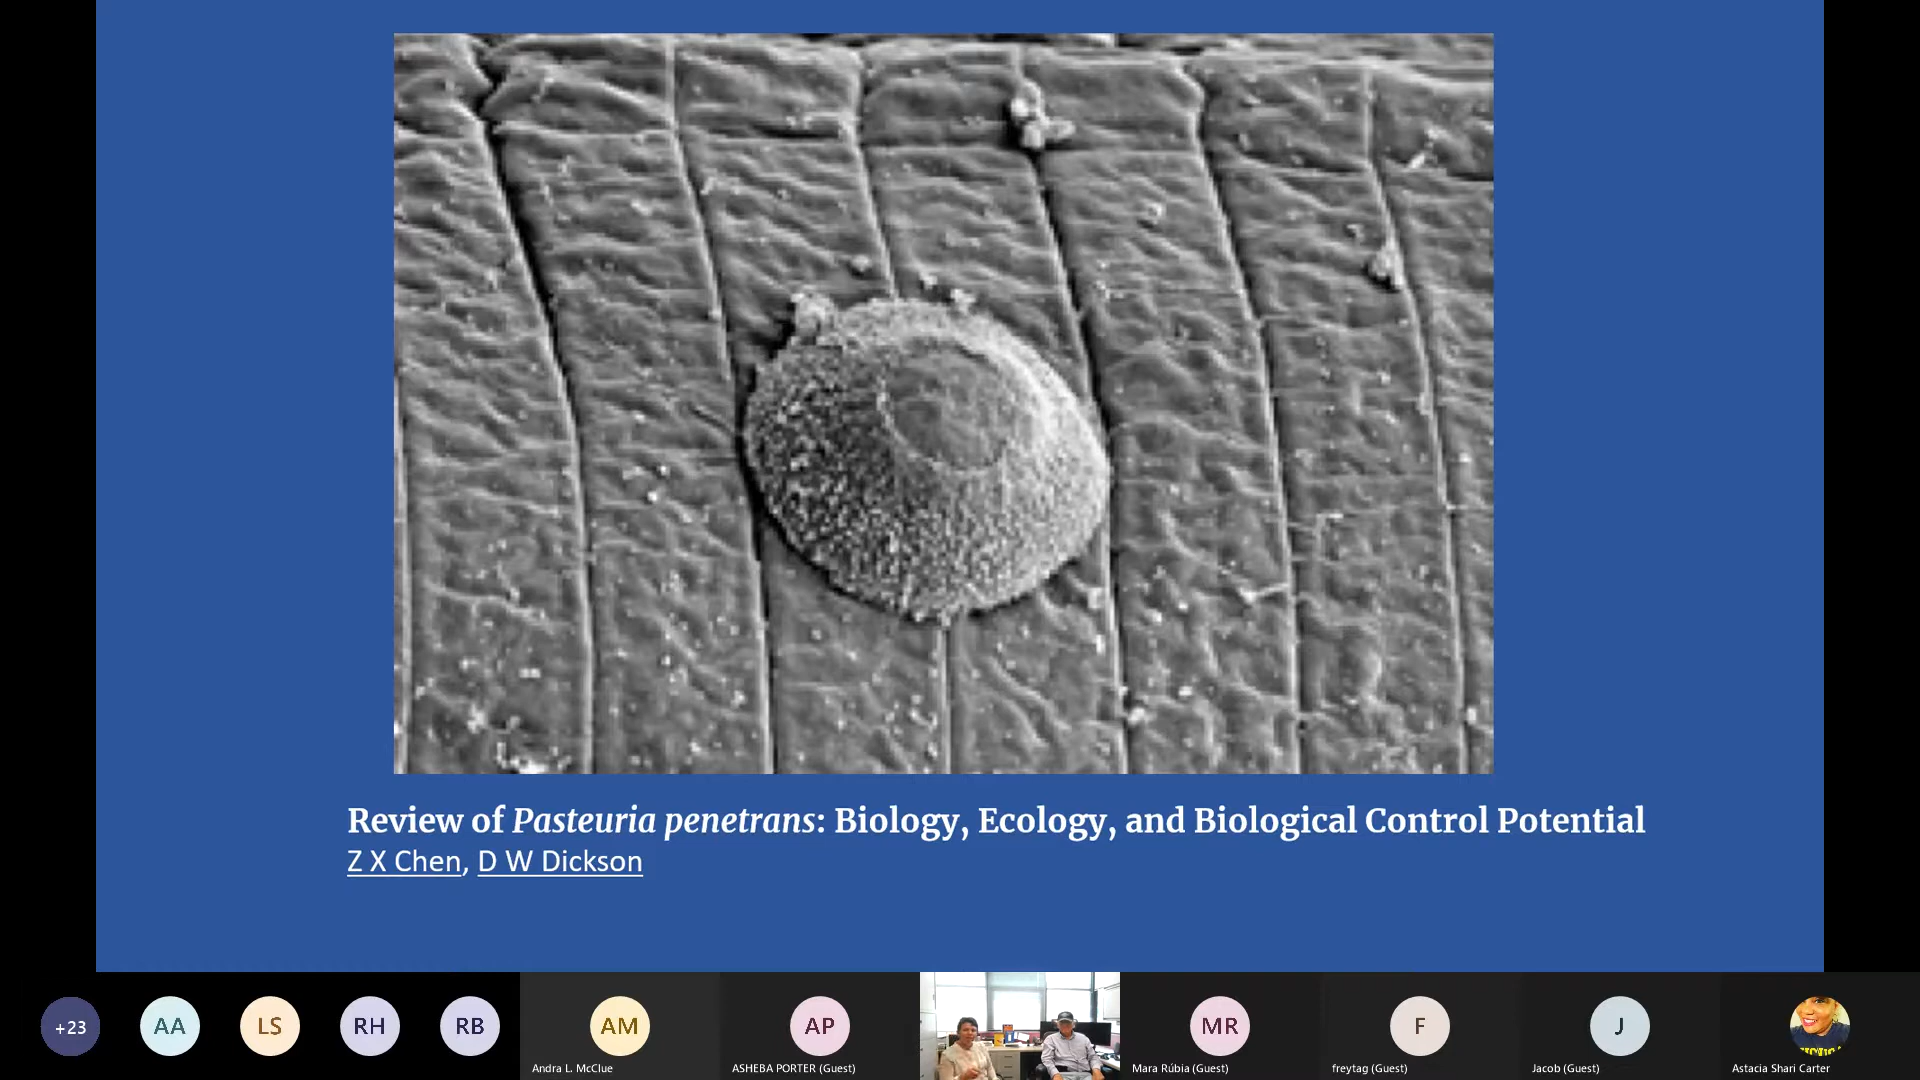 Review of Pasteuria penetrans: Biology, Ecology, and Biological Control Potential
Z X Chen, D W Dickson
+23
AA
LS
RH
RB
AM
AP
MR
F
J
Andra L. McClue
ASHEBA PORTER (Guest)
Mara Rúbia (Guest)
freytag (Guest)
Jacob (Guest)
Astacia Shari Carter